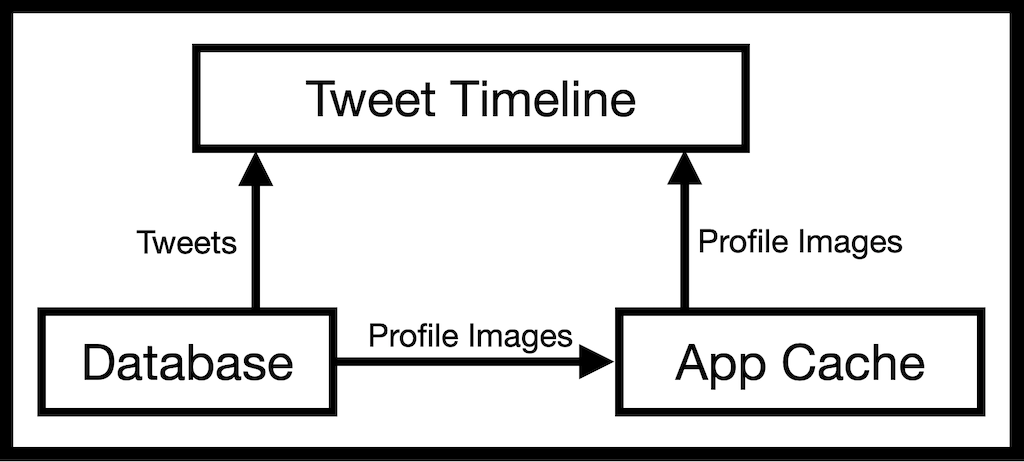 Tweet Timeline
Tweets
Profile Images
Profile Images
Database
App Cache